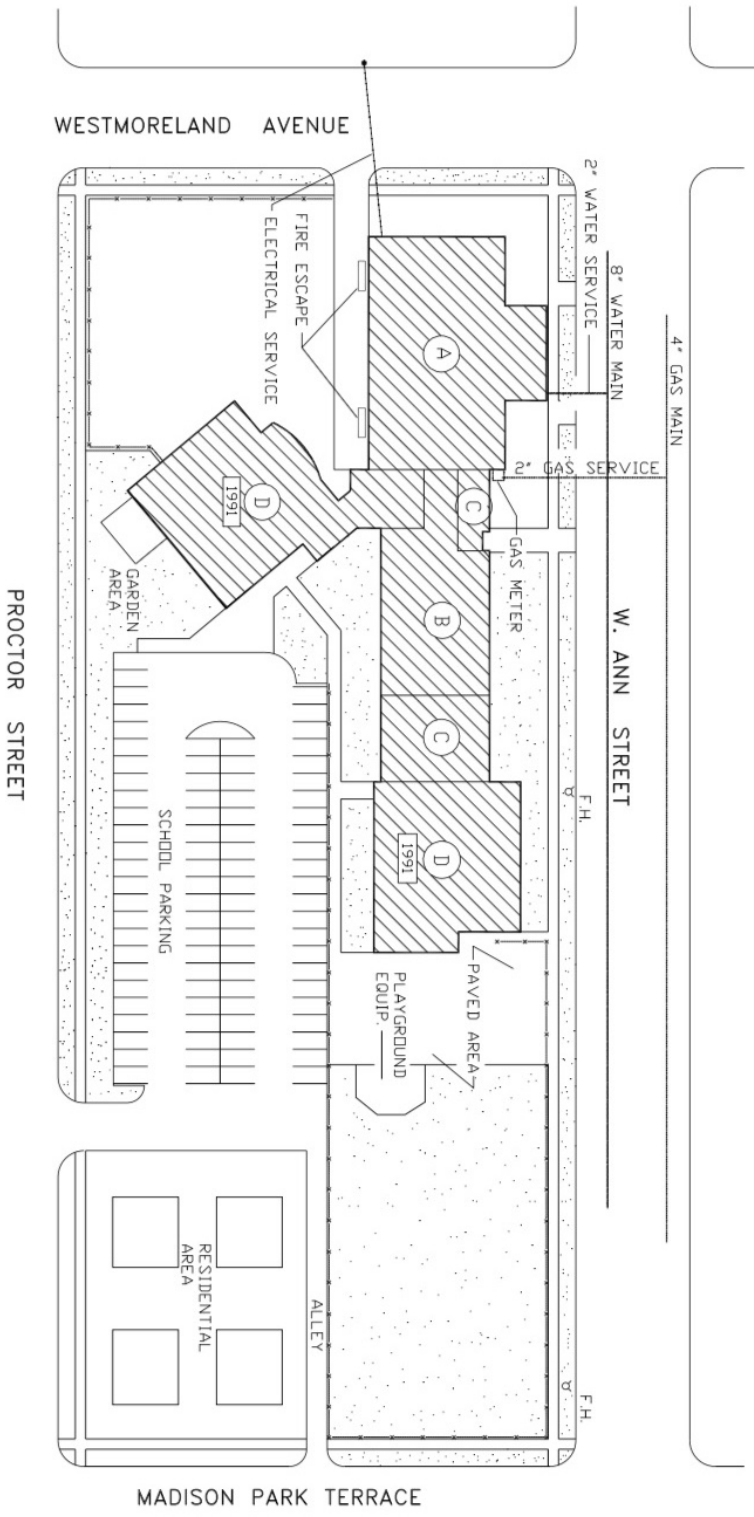 WESTMORELAND AVENUE
2" WATER SERVICE
8" WATER MAIN
4" GAS MAIN
FIRE ESCAPE
ELECTRICAL SERVICE
A
2" GAS SERVICE
C
GAS METER
D
1991
GARDEN
AREA
B
W. ANN STREET
PROCTOR STREET
C
F.H.
D
1991
SCHOOL PARKING
PAVED AREA
PLAYGROUND
EQUIP.
RESIDENTIAL
AREA
ALLEY
F.H.
MADISON PARK TERRACE